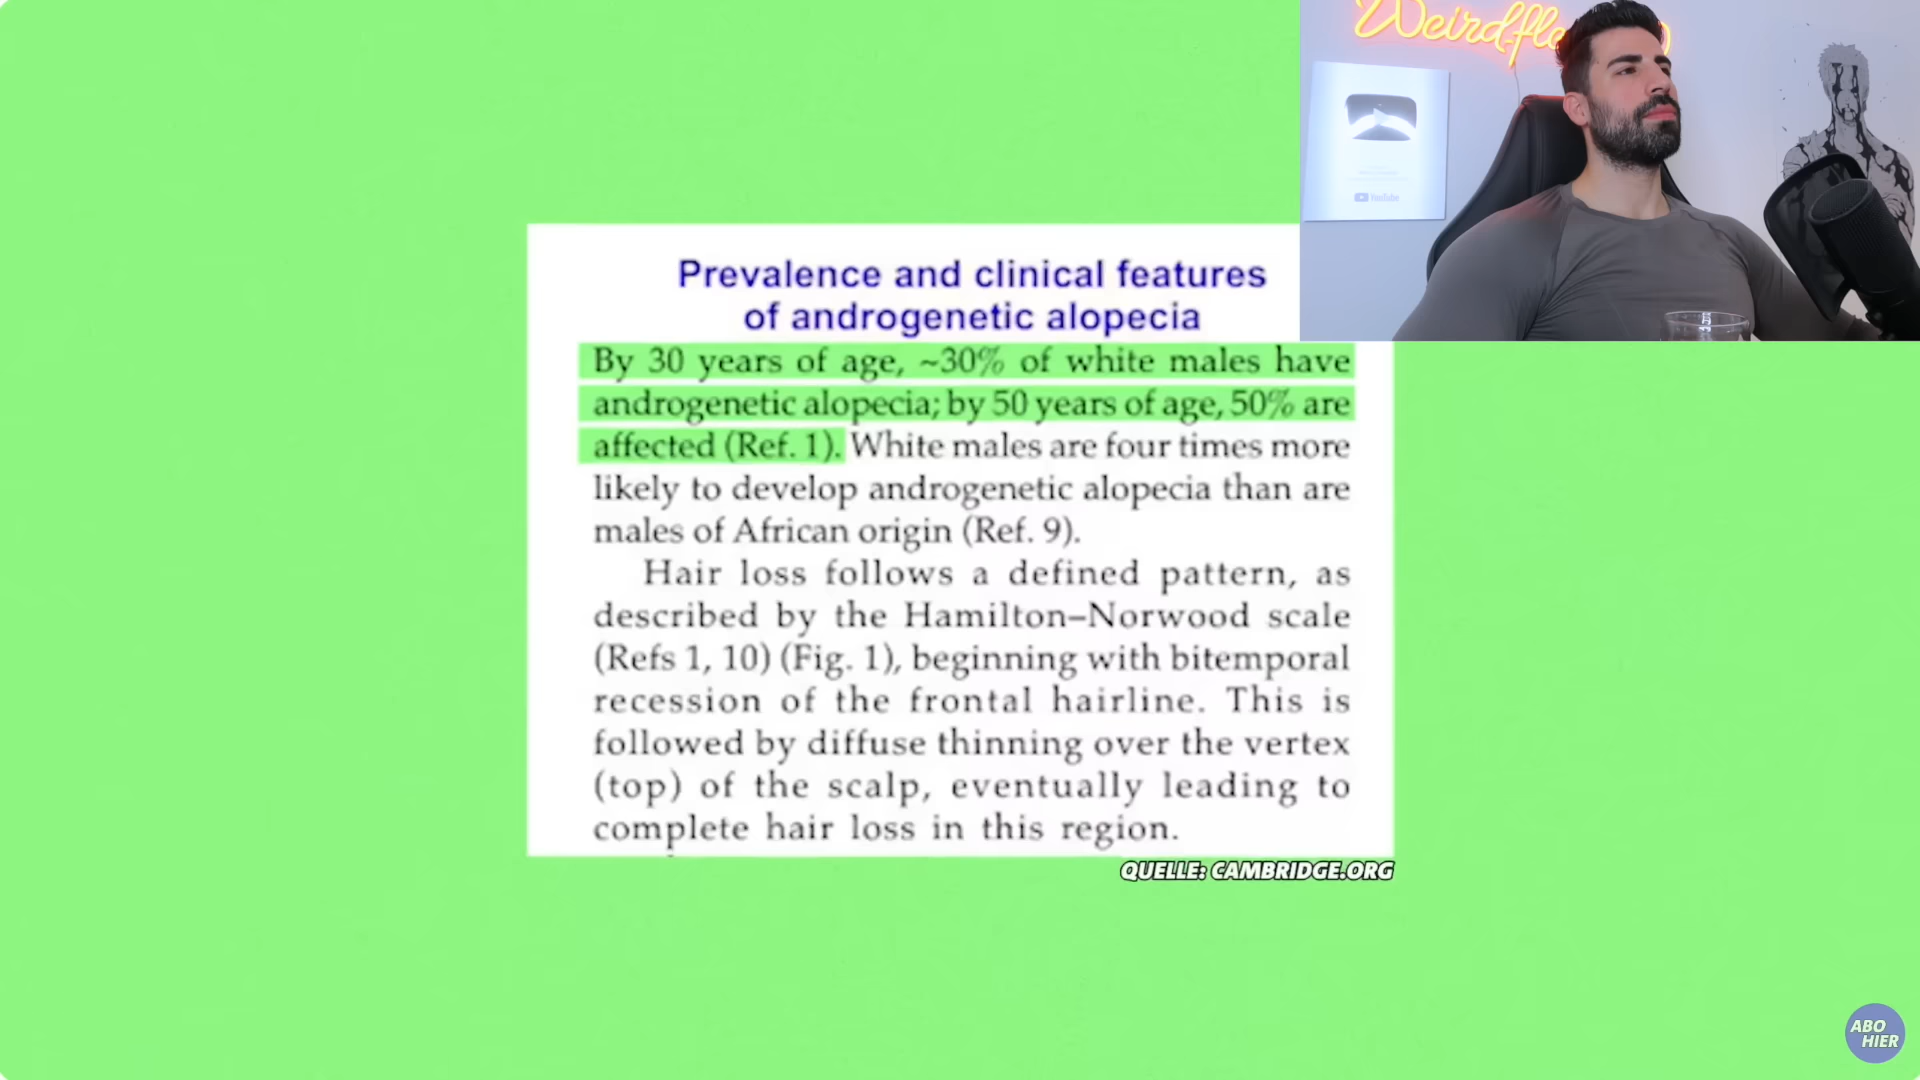 Weirdflo
YouTube
Prevalence and clinical features
of androgenetic alopecia
By 30 years of age, ~30% of white males have
androgenetic alopecia; by 50 years of age, 50% are
affected (Ref. 1). White males are four times more
likely to develop androgenetic alopecia than are
males of African origin (Ref. 9).
Hair loss follows a defined pattern, as
described by the Hamilton–Norwood scale
(Refs 1, 10) (Fig. 1), beginning with bitemporal
recession of the frontal hairline. This is
followed by diffuse thinning over the vertex
(top) of the scalp, eventually leading to
complete hair loss in this region.
QUELLE: CAMBRIDGE.ORG
ABO
HIER